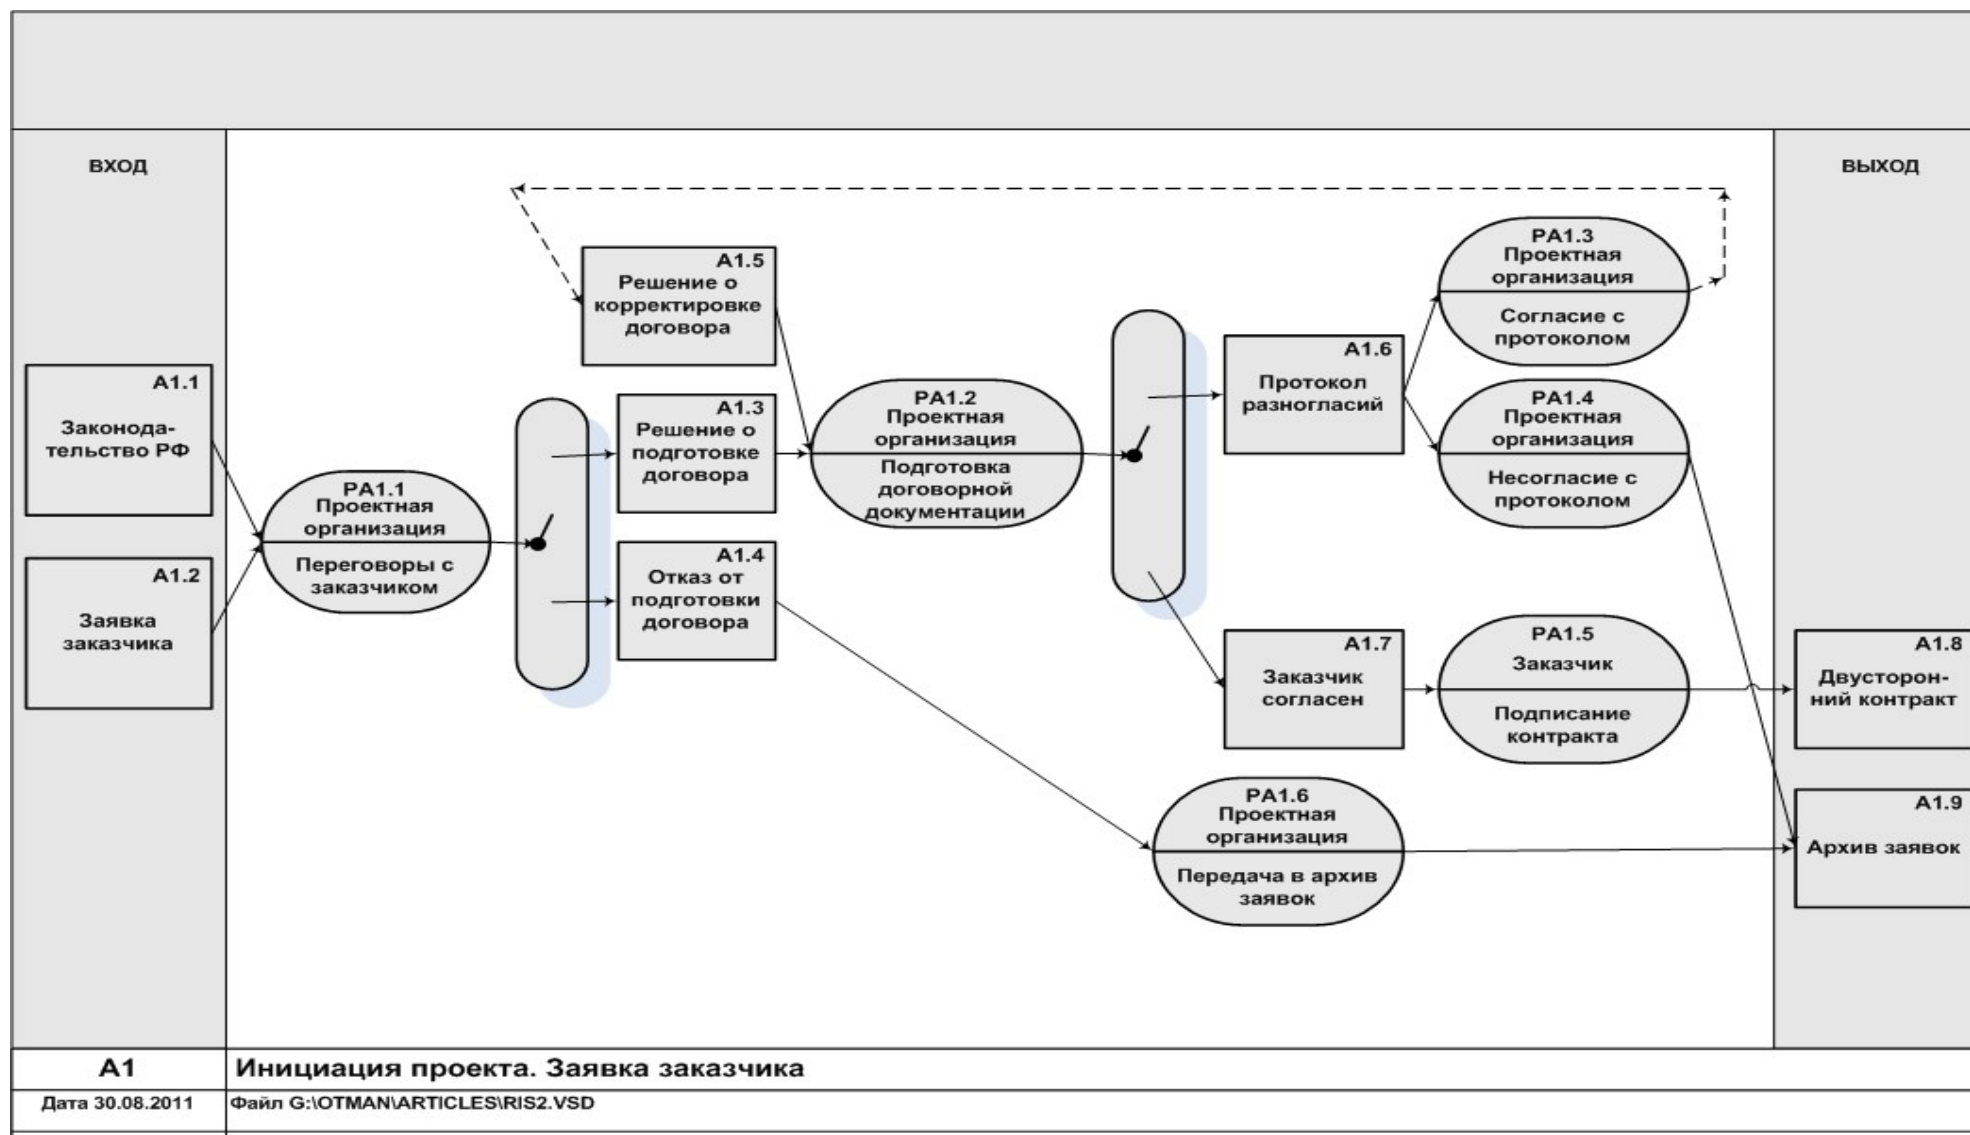 ВХОД
ВЫХОД
А1.1
Законода-
тельство РФ
А1.2
Заявка
заказчика
РА1.1
Проектная
организация
Переговоры с
заказчиком
А1.5
Решение о
корректировке
договора
А1.3
Решение о
подготовке
договора
А1.4
Отказ от
подготовки
договора
РА1.2
Проектная
организация
Подготовка
договорной
документации
А1.6
Протокол
разногласий
РА1.3
Проектная
организация
Согласие с
протоколом
РА1.4
Проектная
организация
Несогласие с
протоколом
А1.7
Заказчик
согласен
РА1.5
Заказчик
Подписание
контракта
РА1.6
Проектная
организация
Передача в архив
заявок
А1.8
Двусторон-
ний контракт
А1.9
Архив заявок
А1
Инициация проекта. Заявка заказчика
Дата 30.08.2011
Файл G:\OTMAN\ARTICLES\RIS2.VSD